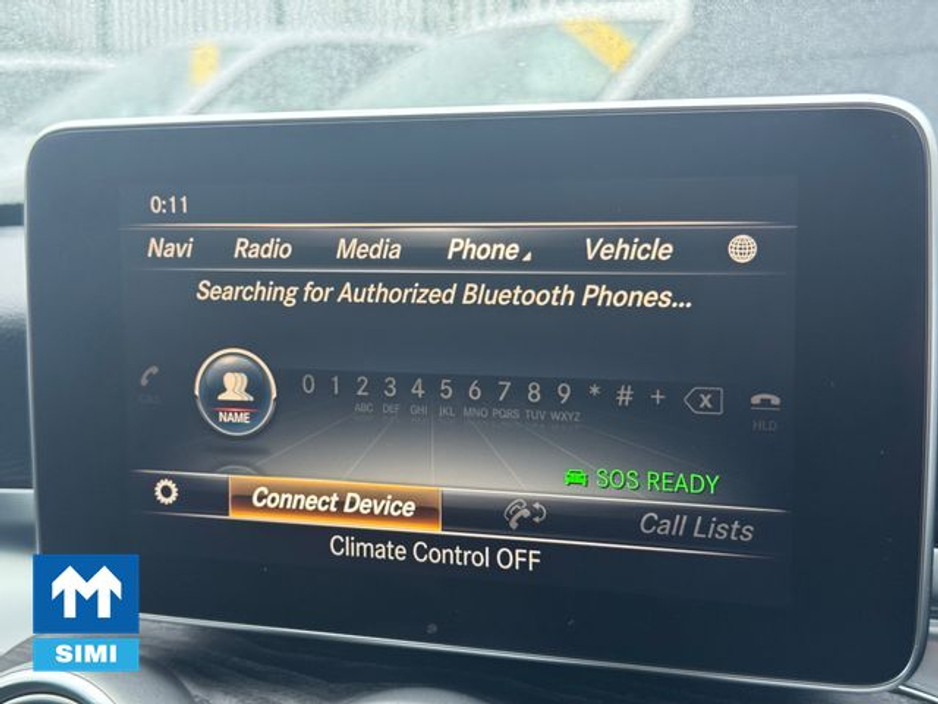 0:11
Navi Radio Media Phone Vehicle
Searching for Authorized Bluetooth Phones...
CALL
NAME
0 1 2 3 4 5 6 7 8 9 * # + X
ABC DEF GHI JKL MNO PQRS TUV WXYZ
HLD
SOS READY
Connect Device Call Lists
Climate Control OFF
SIMI